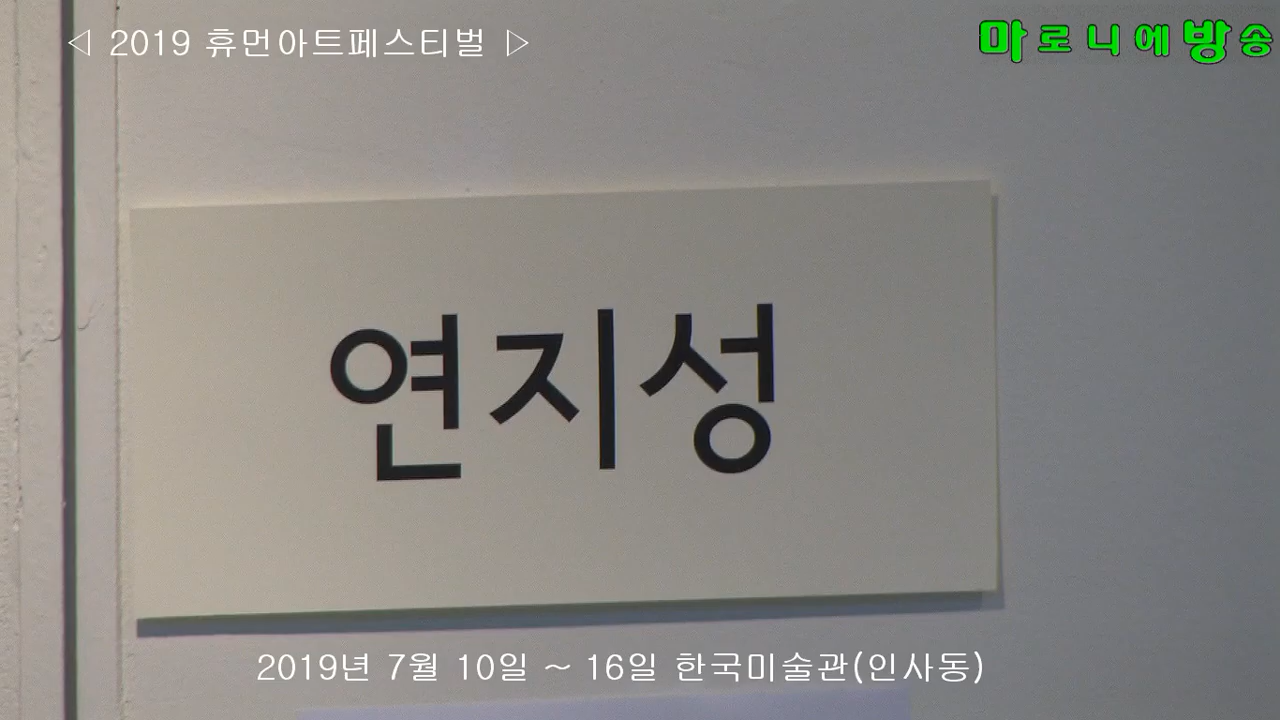 ◁ 2019 휴먼아트페스티벌 ▷
마로니에방송
연지성
2019년 7월 10일 ~ 16일 한국미술관(인사동)